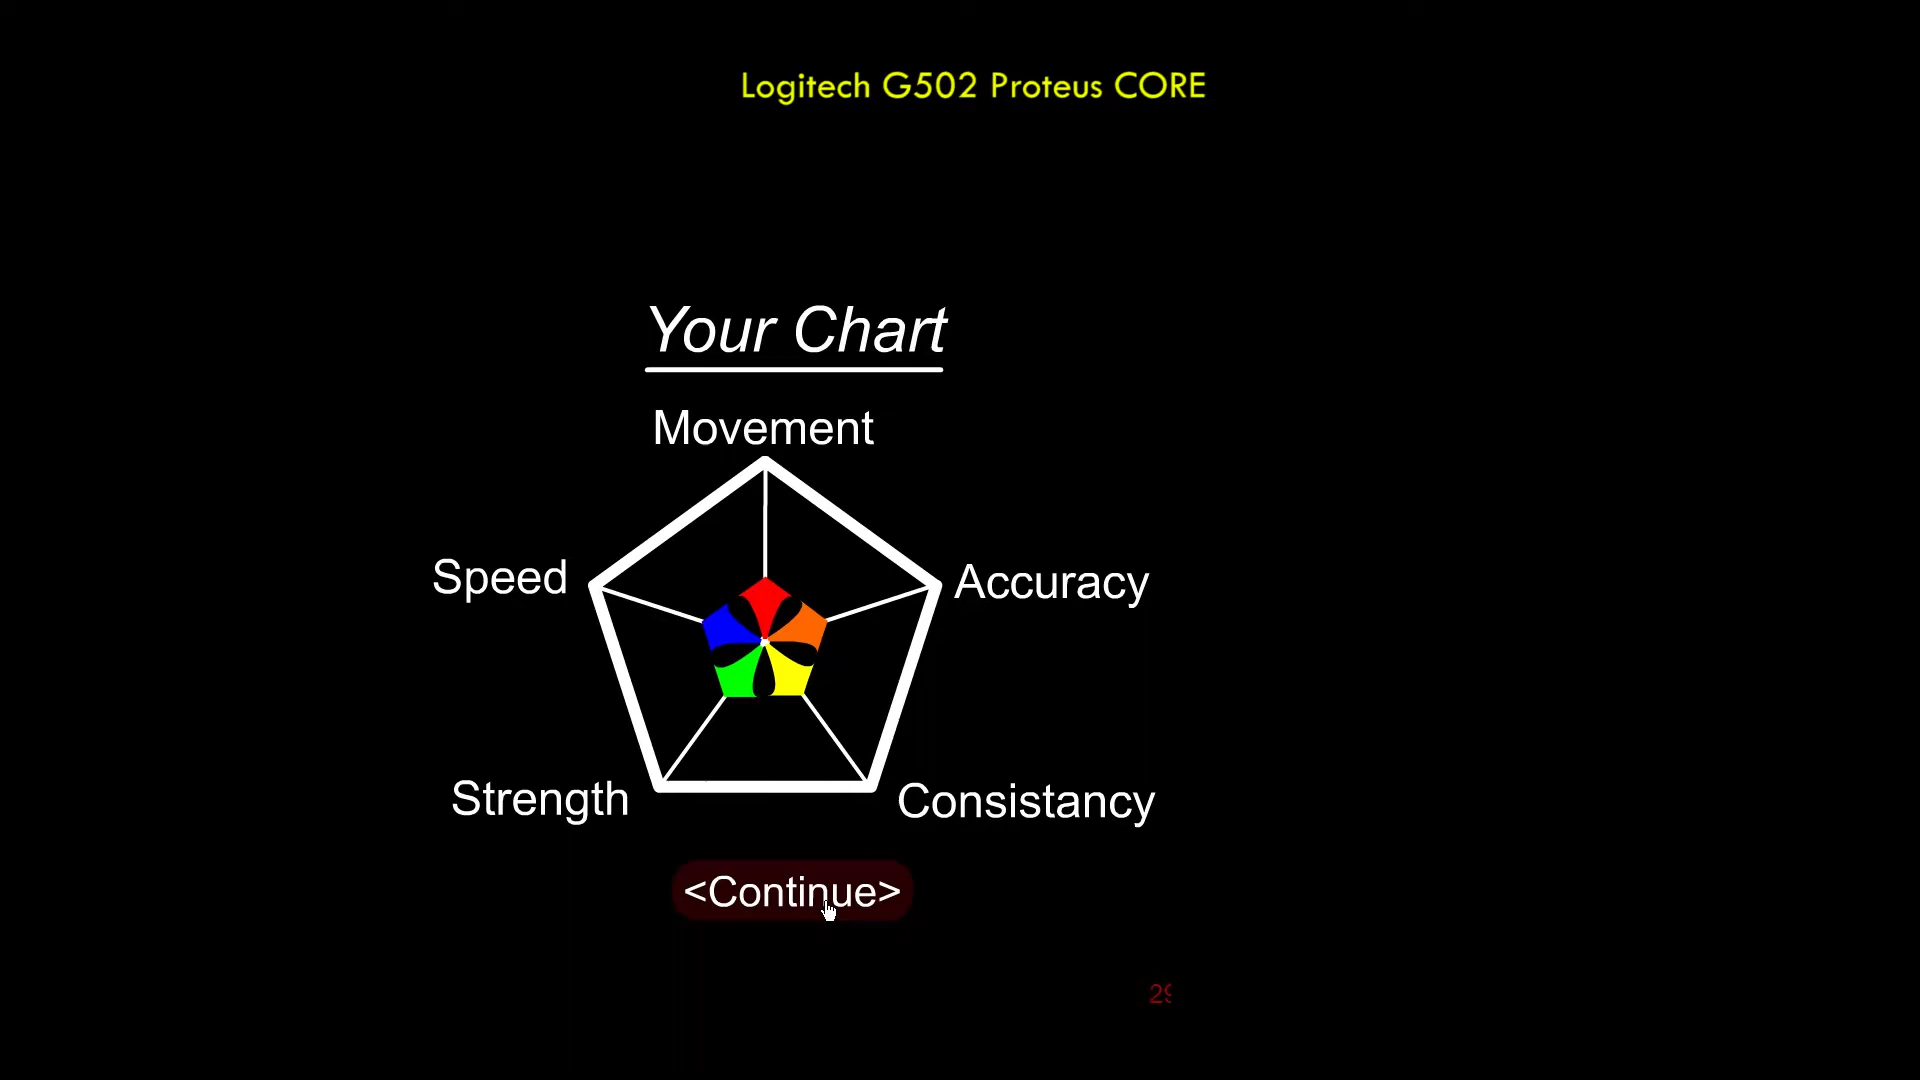 Logitech G502 Proteus CORE
Your Chart
Movement
Speed
Accuracy
Strength
Consistancy
<Continue>